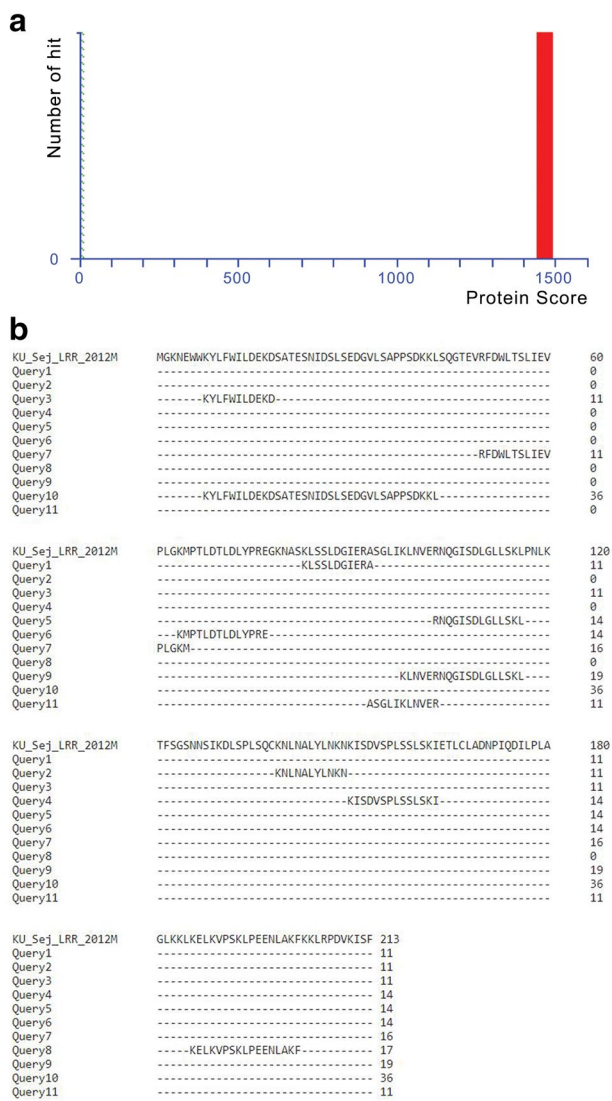 a
Number of hit
0
0 500 1000 1500
Protein Score
b
KU_Sej_LRR_2012M MGKNEWWKYLFWILDEKDSATESNIDSLSEDGVLSAPPSDKKLSQGTEVRFDWLTSLIEV 60
Query1 ------------------------------------------------------------ 0
Query2 ------------------------------------------------------------ 0
Query3 -------KYLFWILDEKD------------------------------------------ 11
Query4 ------------------------------------------------------------ 0
Query5 ------------------------------------------------------------ 0
Query6 ------------------------------------------------------------ 0
Query7 -------------------------------------------------RFDWLTSLIEV 11
Query8 ------------------------------------------------------------ 0
Query9 ------------------------------------------------------------ 0
Query10 -------KYLFWILDEKDSATESNIDSLSEDGVLSAPPSDKKL----------------- 36
Query11 ------------------------------------------------------------ 0
KU_Sej_LRR_2012M PLGKMPTLDTLDLYPREGKNASKLSSLDGIERASGLIKLNVERNQGISDLGLLSKLPNLK 120
Query1 ----------------------KLSSLDGIERA--------------------------- 11
Query2 ------------------------------------------------------------ 0
Query3 ------------------------------------------------------------ 11
Query4 ------------------------------------------------------------ 0
Query5 ------------------------------------------RNQGISDLGLLSKL---- 14
Query6 ---KMPTLDTLDLYPRE------------------------------------------- 14
Query7 PLGKM------------------------------------------------------- 16
Query8 ------------------------------------------------------------ 0
Query9 -------------------------------------KLNVERNQGISDLGLLSKL---- 19
Query10 ------------------------------------------------------------ 36
Query11 --------------------------------ASGLIKLNVER----------------- 11
KU_Sej_LRR_2012M TFSGSNNSIKDLSPLSQCKNLNALYLNKNKISDVSPLSSLSKIETLCLADNPIQDILPLA 180
Query1 ------------------------------------------------------------ 11
Query2 ------------------KNLNALYLNKN------------------------------- 11
Query3 ------------------------------------------------------------ 11
Query4 -----------------------------KISDVSPLSSLSKI----------------- 14
Query5 ------------------------------------------------------------ 14
Query6 ------------------------------------------------------------ 14
Query7 ------------------------------------------------------------ 16
Query8 ------------------------------------------------------------ 0
Query9 ------------------------------------------------------------ 19
Query10 ------------------------------------------------------------ 36
Query11 ------------------------------------------------------------ 11
KU_Sej_LRR_2012M GLKKLKELKVPSKLPEENLAKFKKLRPDVKISF 213
Query1 --------------------------------- 11
Query2 --------------------------------- 11
Query3 --------------------------------- 11
Query4 --------------------------------- 14
Query5 --------------------------------- 14
Query6 --------------------------------- 14
Query7 --------------------------------- 16
Query8 -----KELKVPSKLPEENLAKF----------- 17
Query9 --------------------------------- 19
Query10 --------------------------------- 36
Query11 --------------------------------- 11